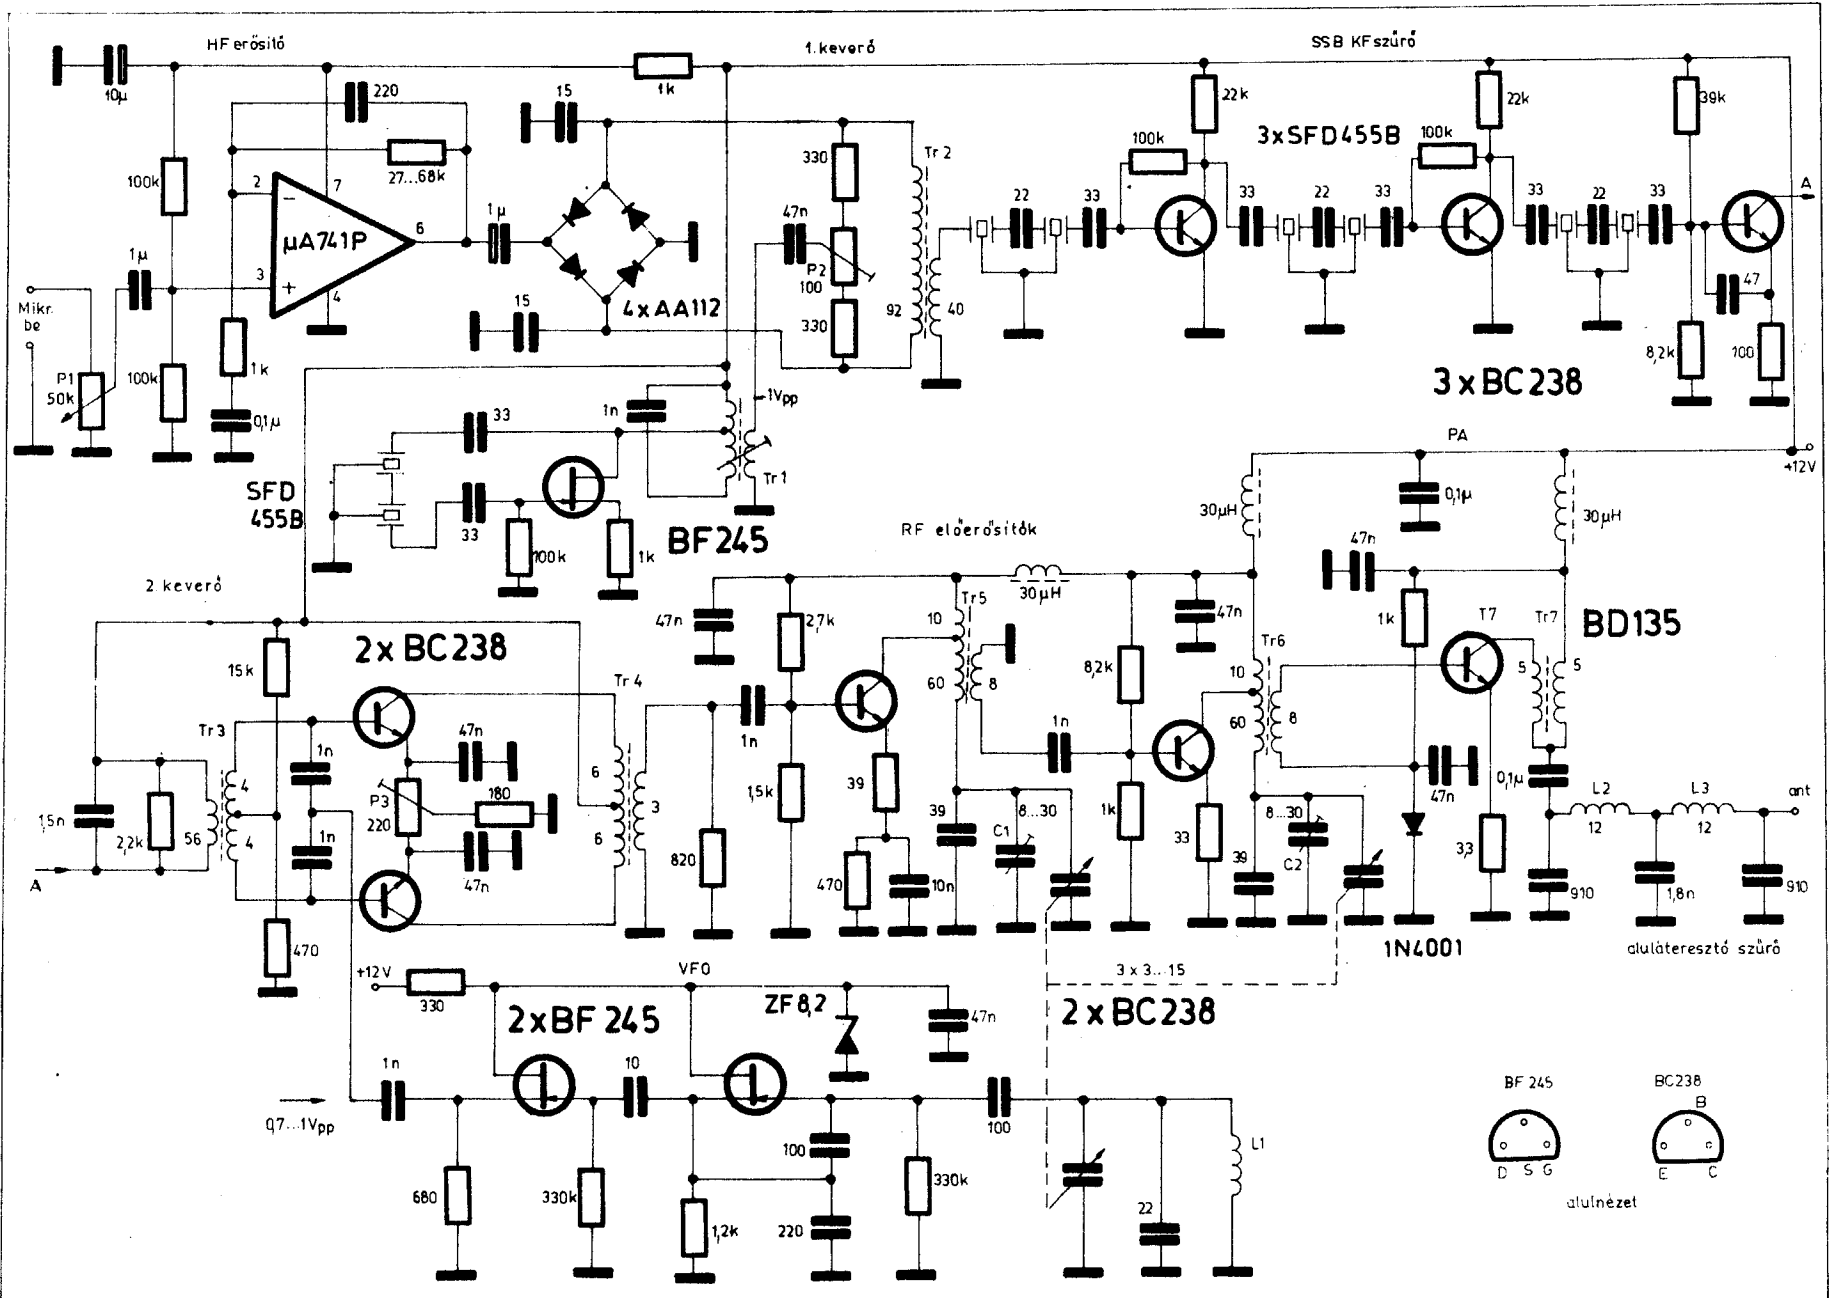 HF erősítő
1. keverő
SSB KF szűrő
10µ
220
15
1k
22k
22k
39k
3xSFD455B
100k
100k
27...68k
330
Tr 2
100k
2
7
1µ
47n
22
33
33
22
33
33
22
33
A
µA741P
6
P2
100
1µ
3
4
4xAA112
15
92
40
47
Mikr. be
330
8,2k
100
P1
50k
1k
100k
1Vpp
3xBC238
0,1µ
33
1n
PA
+12V
Tr 1
SFD
455B
33
100k
1k
BF245
RF előerősítők
30µH
0,1µ
30µH
47n
2. keverő
30µH
47n
2,7k
10
Tr5
47n
1k
T7
Tr7
BD135
2xBC238
15k
8,2k
Tr6
10
5
5
Tr 4
60
8
60
8
Tr3
1n
47n
1n
1n
0,1µ
L2
L3
ant
4
6
P3
220
180
39
1,5k
47n
1,5n
2,2k
56
4
1n
6
3
39
C1
8...30
1k
33
8...30
C2
39
3,3
12
12
A
47n
820
470
10n
910
1,8n
910
470
1N4001
aluláteresztő szűrő
+12V
330
VFO
3 x 3...15
2xBF245
ZF8,2
47n
2xBC238
1n
10
0,7...1Vpp
100
100
L1
BF 245
BC238
B
680
330k
1,2k
220
330k
22
D S G
E C
alulnézet